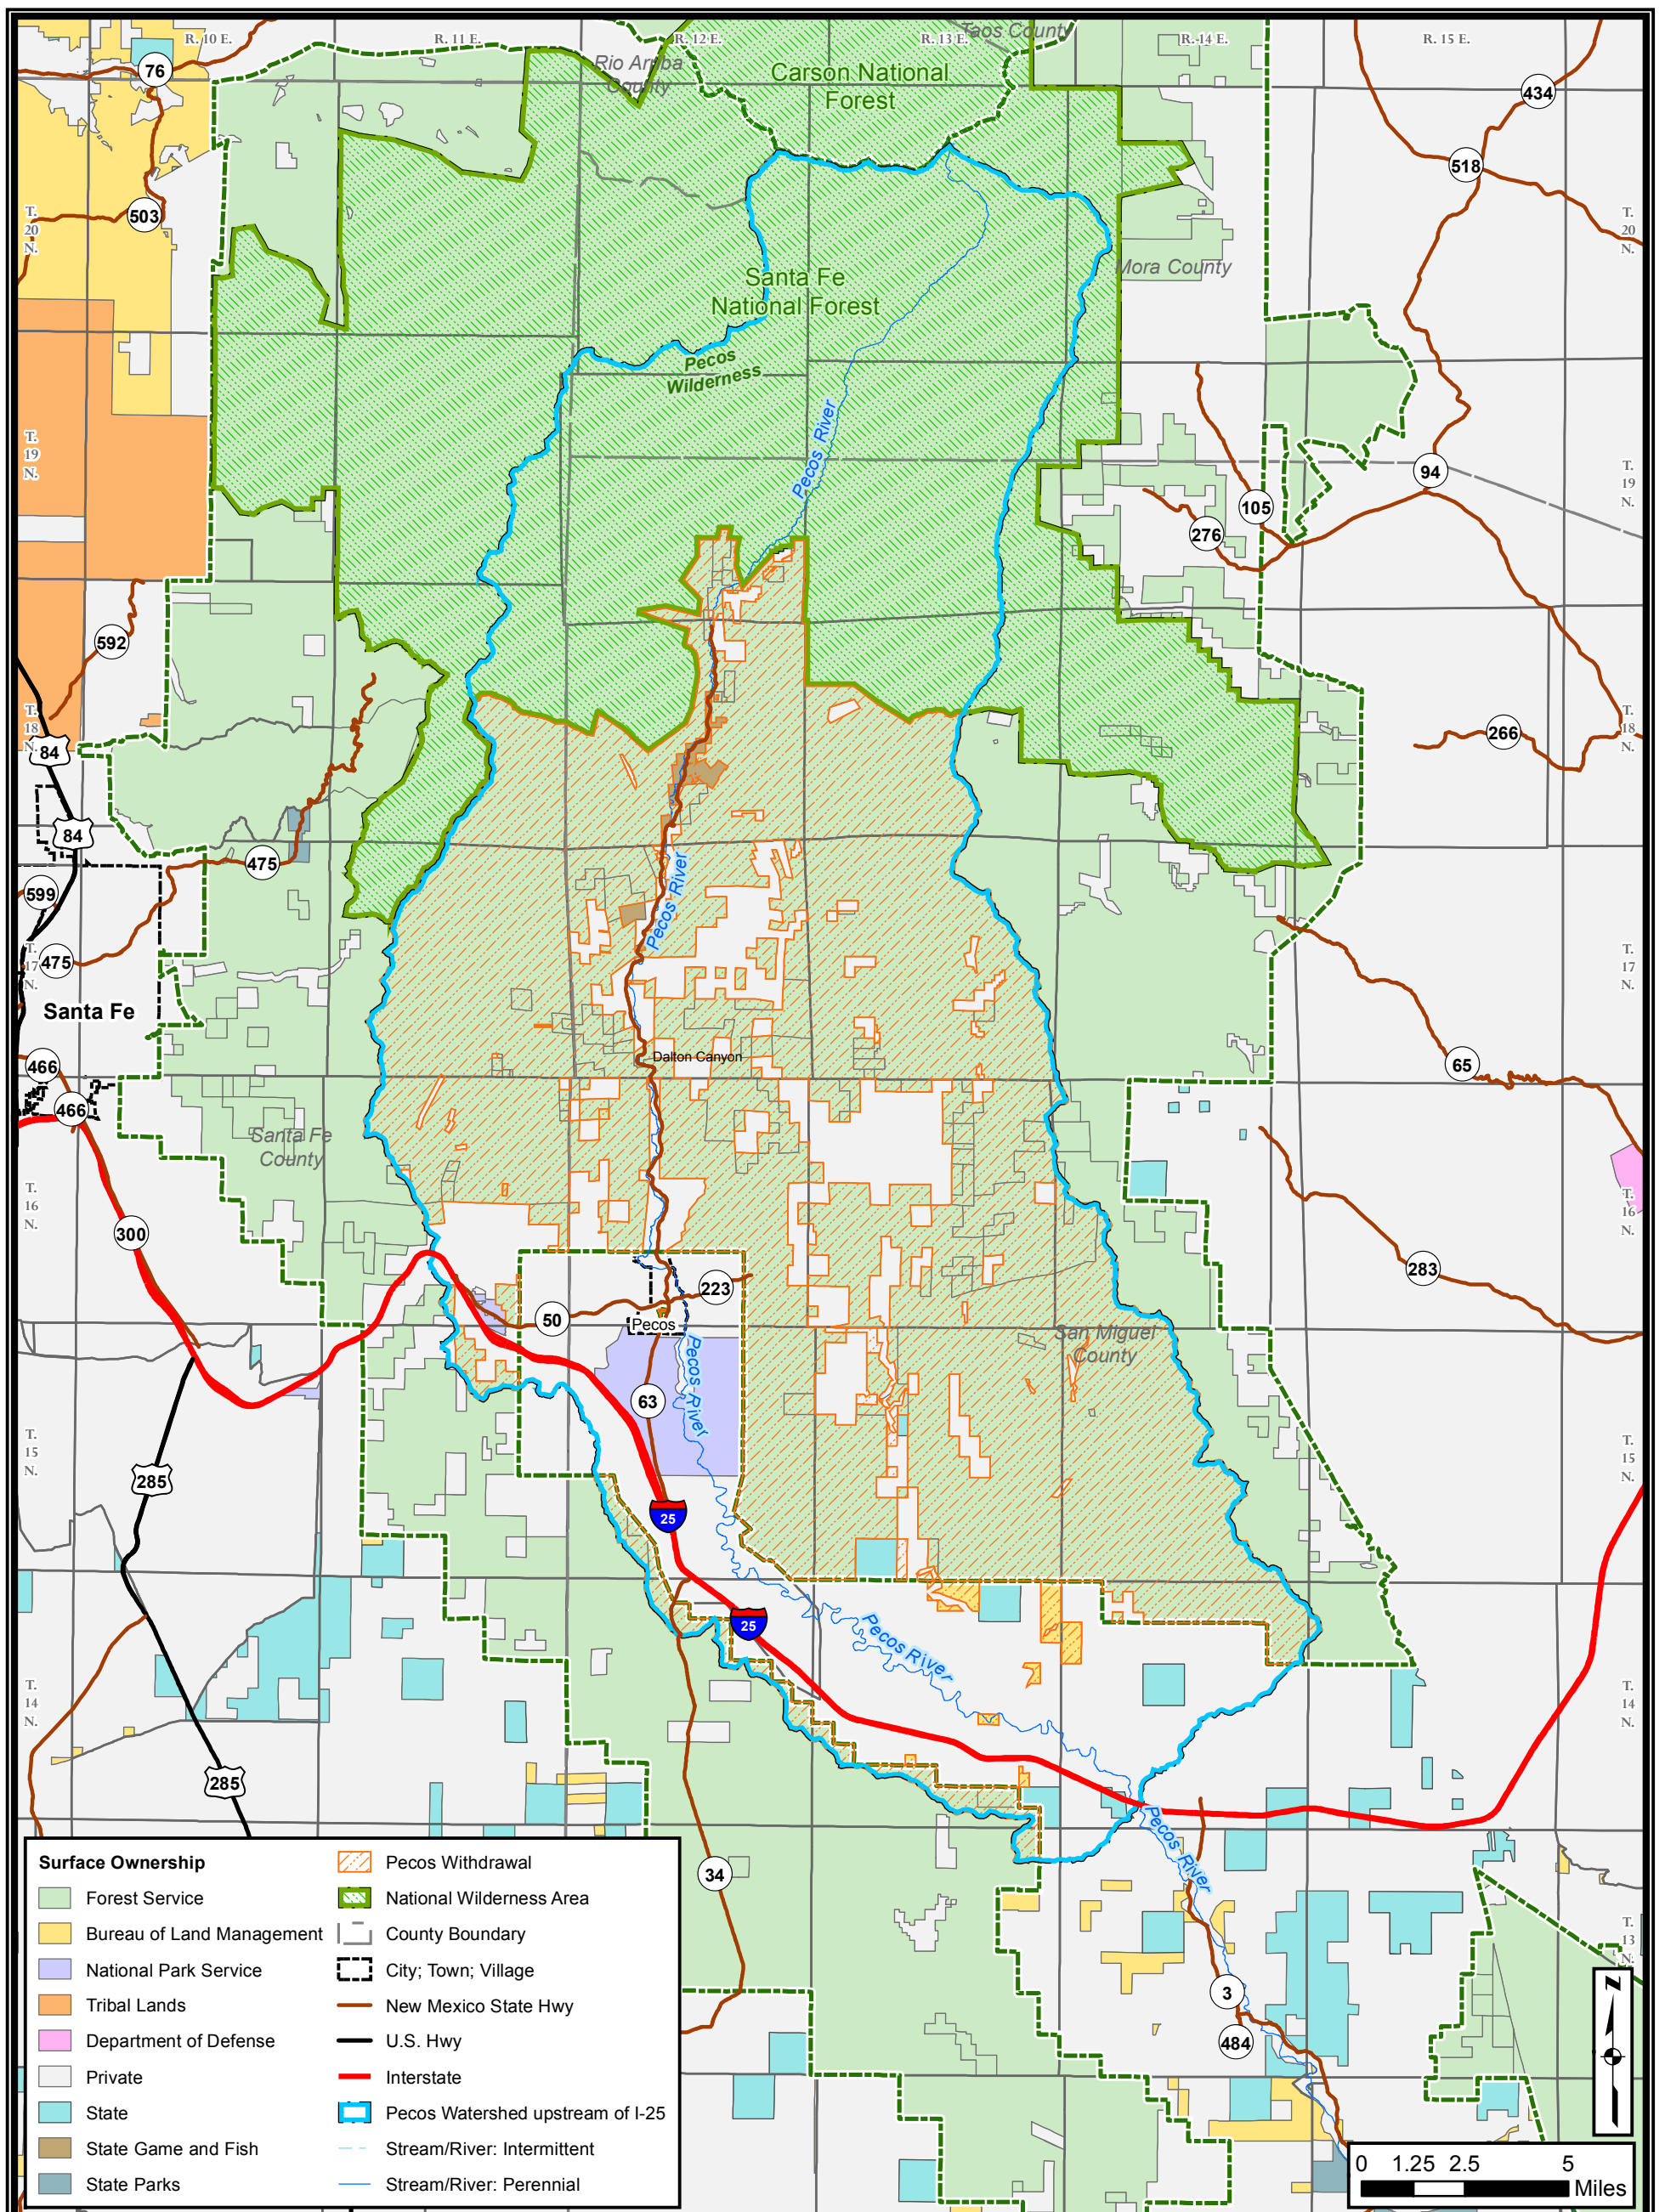 R. 10 E.
R. 11 E.
R. 12 E.
R. 13 E.
R. 14 E.
R. 15 E.
Taos County
Rio Arriba
County
Carson National
Forest
76
434
518
503
T.
20
N.
T.
20
N.
Mora County
Santa Fe
National Forest
Pecos
Wilderness
Pecos River
T.
19
N.
T.
19
N.
94
105
276
592
T.
18
N.
T.
18
N.
266
84
84
475
599
Pecos River
475
T.
17
N.
T.
17
N.
Santa Fe
Dalton Canyon
466
65
466
Santa Fe
County
T.
16
N.
T.
16
N.
300
283
223
50
Pecos
San Miguel
County
Pecos River
63
T.
15
N.
T.
15
N.
285
25
25
Pecos River
T.
14
N.
T.
14
N.
285
Pecos River
34
T.
13
N.
3
484
Surface Ownership
Forest Service
Bureau of Land Management
National Park Service
Tribal Lands
Department of Defense
Private
State
State Game and Fish
State Parks
Pecos Withdrawal
National Wilderness Area
County Boundary
City; Town; Village
New Mexico State Hwy
U.S. Hwy
Interstate
Pecos Watershed upstream of I-25
Stream/River: Intermittent
Stream/River: Perennial
N
0 1.25 2.5 5
Miles